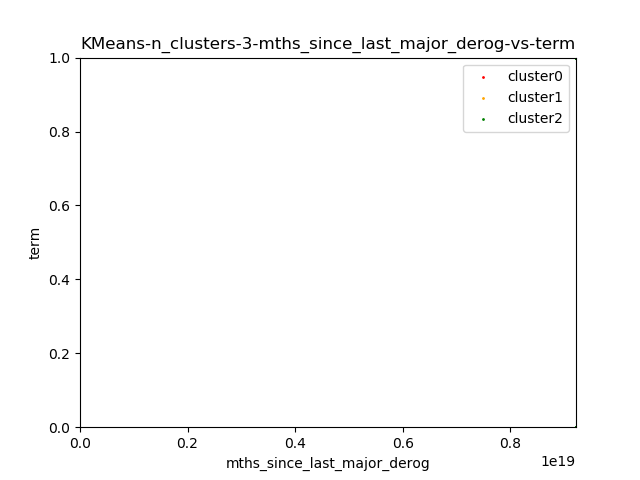 KMeans-n_clusters-3-mths_since_last_major_derog-vs-term
cluster0
cluster1
cluster2
1.0
0.8
0.6
0.4
0.2
0.0
term
0.0 0.2 0.4 0.6 0.8
1e19
mths_since_last_major_derog